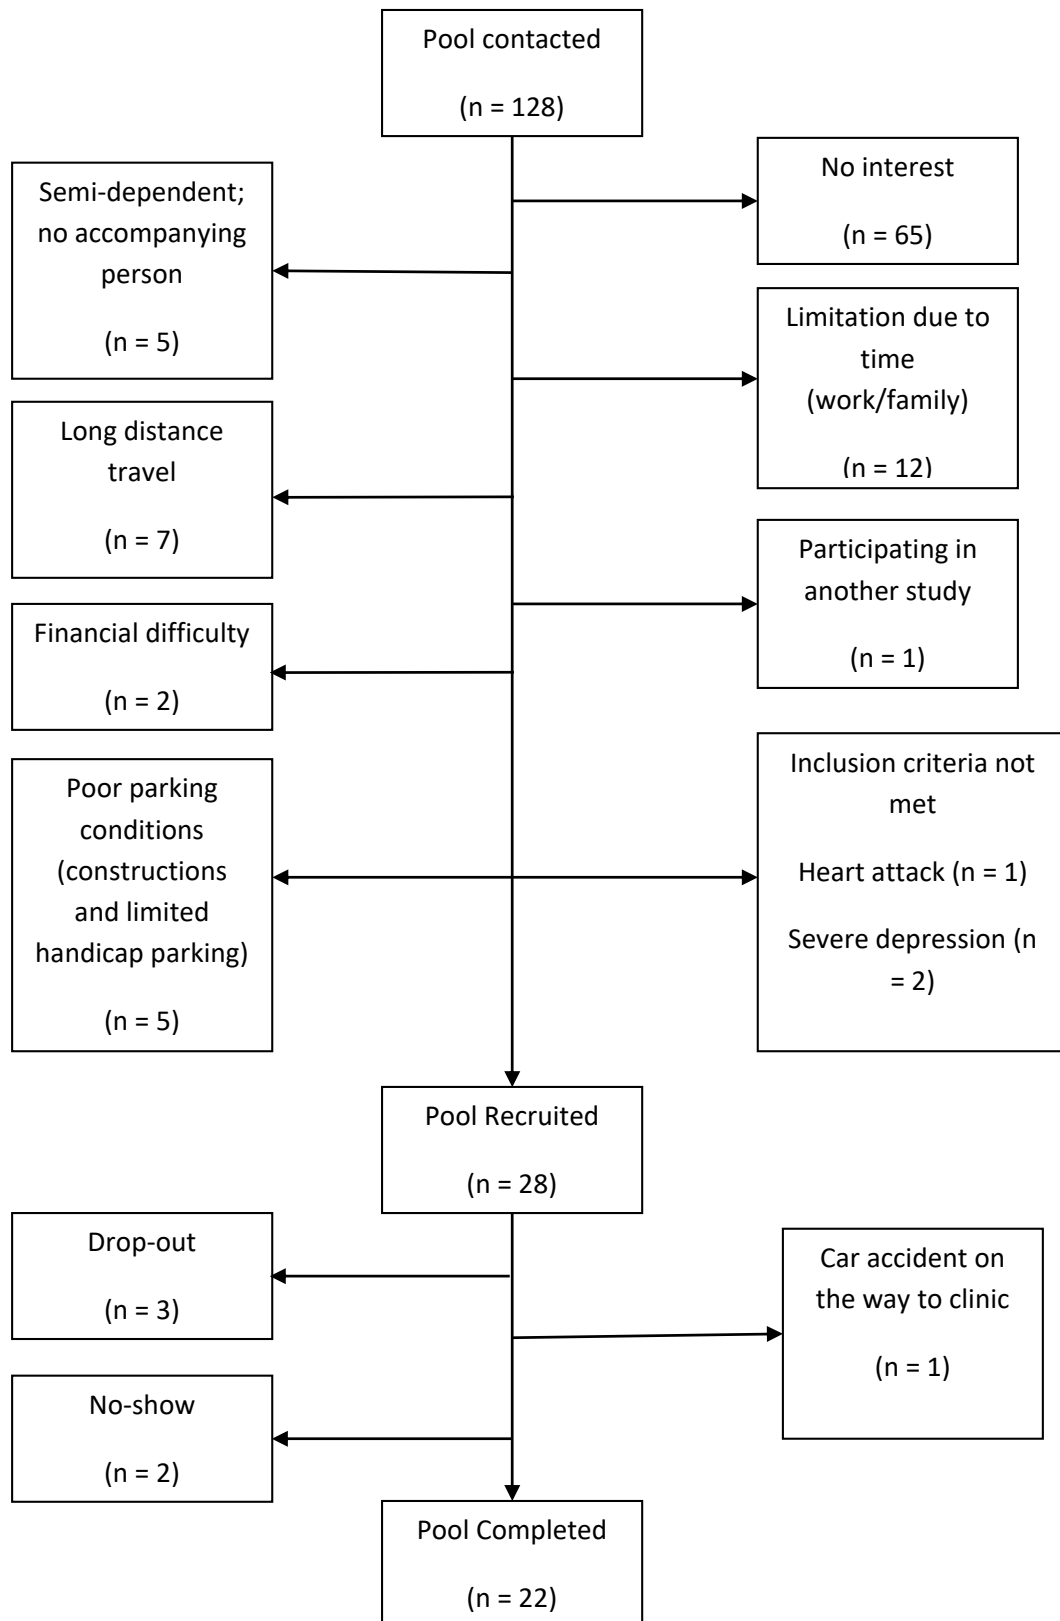 Pool contacted
(n = 128)
No interest
(n = 65)
Semi-dependent;
no accompanying
person
(n = 5)
Limitation due to
time
(work/family)
(n = 12)
Long distance
travel
(n = 7)
Participating in
another study
(n = 1)
Financial difficulty
(n = 2)
Inclusion criteria not
met
Heart attack (n = 1)
Severe depression (n
= 2)
Poor parking
conditions
(constructions
and limited
handicap parking)
(n = 5)
Pool Recruited
(n = 28)
Drop-out
(n = 3)
Car accident on
the way to clinic
(n = 1)
No-show
(n = 2)
Pool Completed
(n = 22)